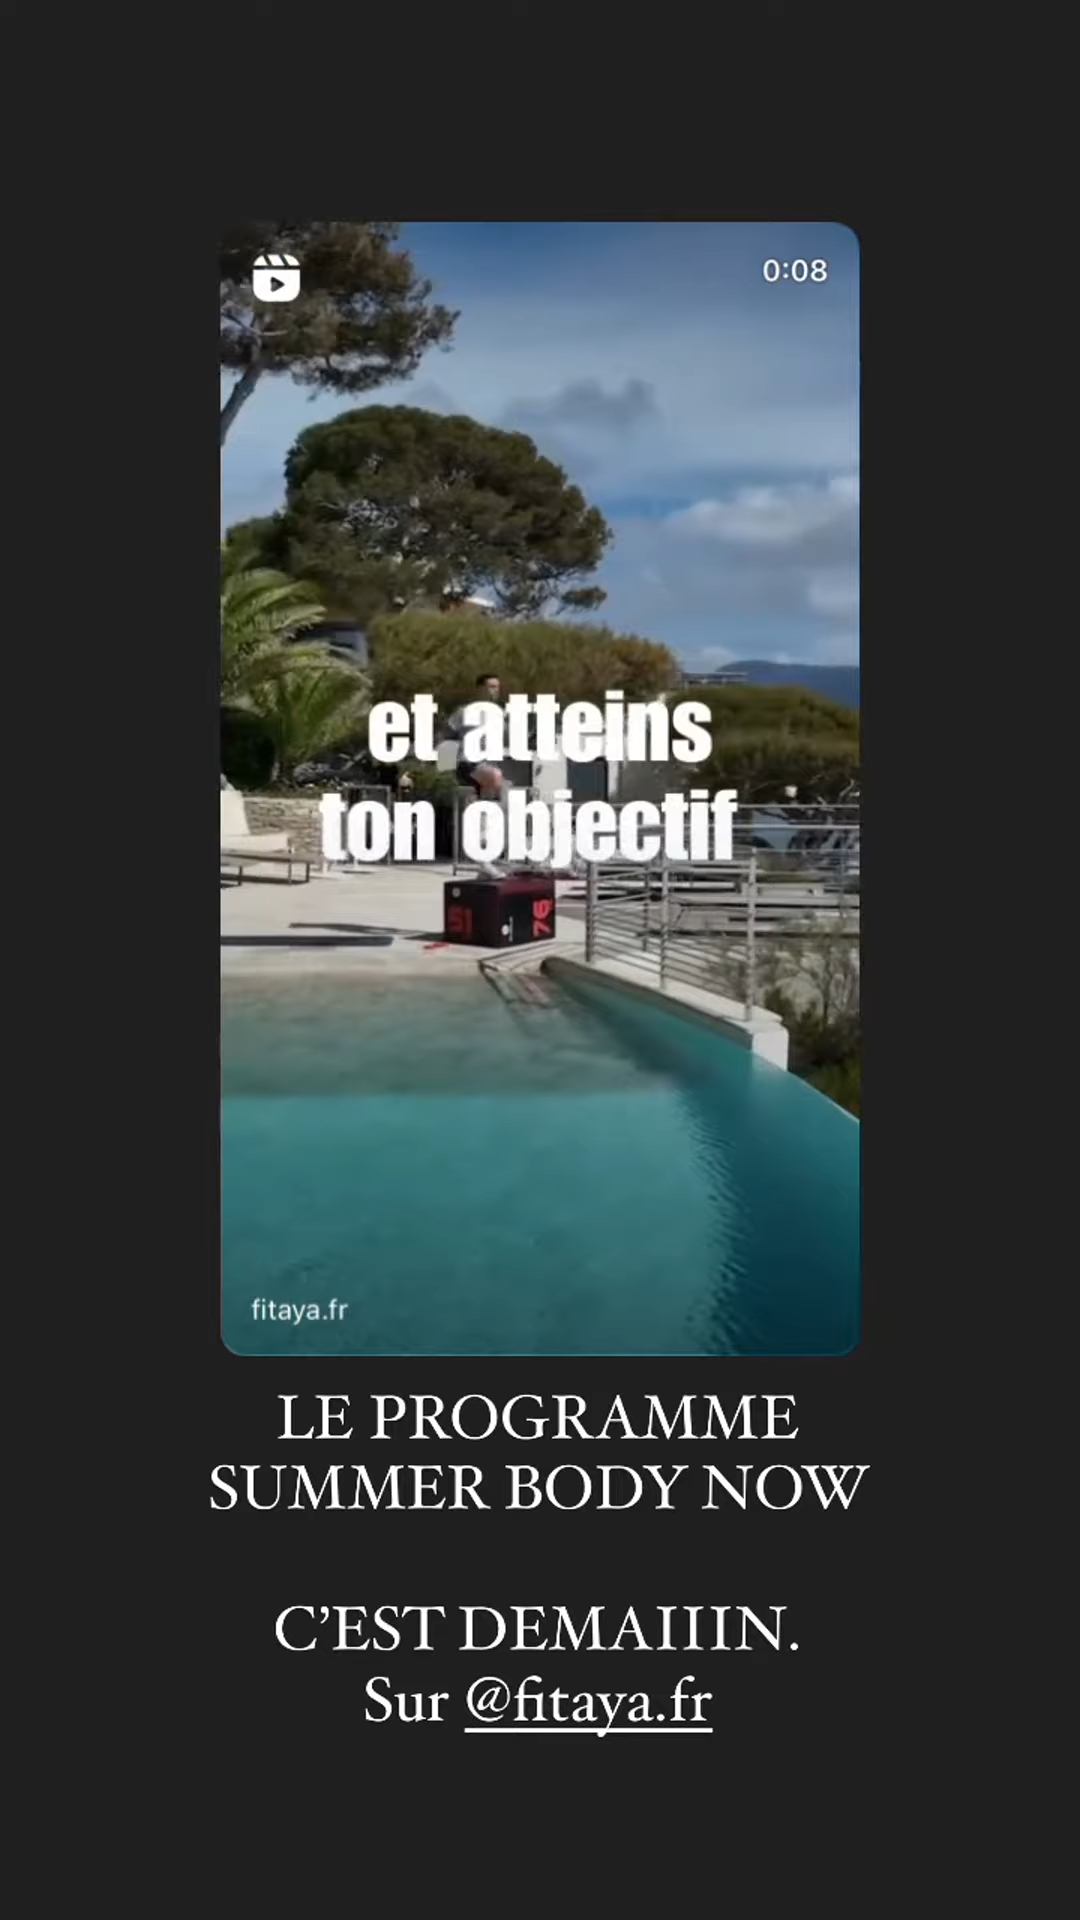 0:08
et atteins
ton objectif
51
76
fitaya.fr
LE PROGRAMME
SUMMER BODY NOW
C’EST DEMAIIIN.
Sur @fitaya.fr